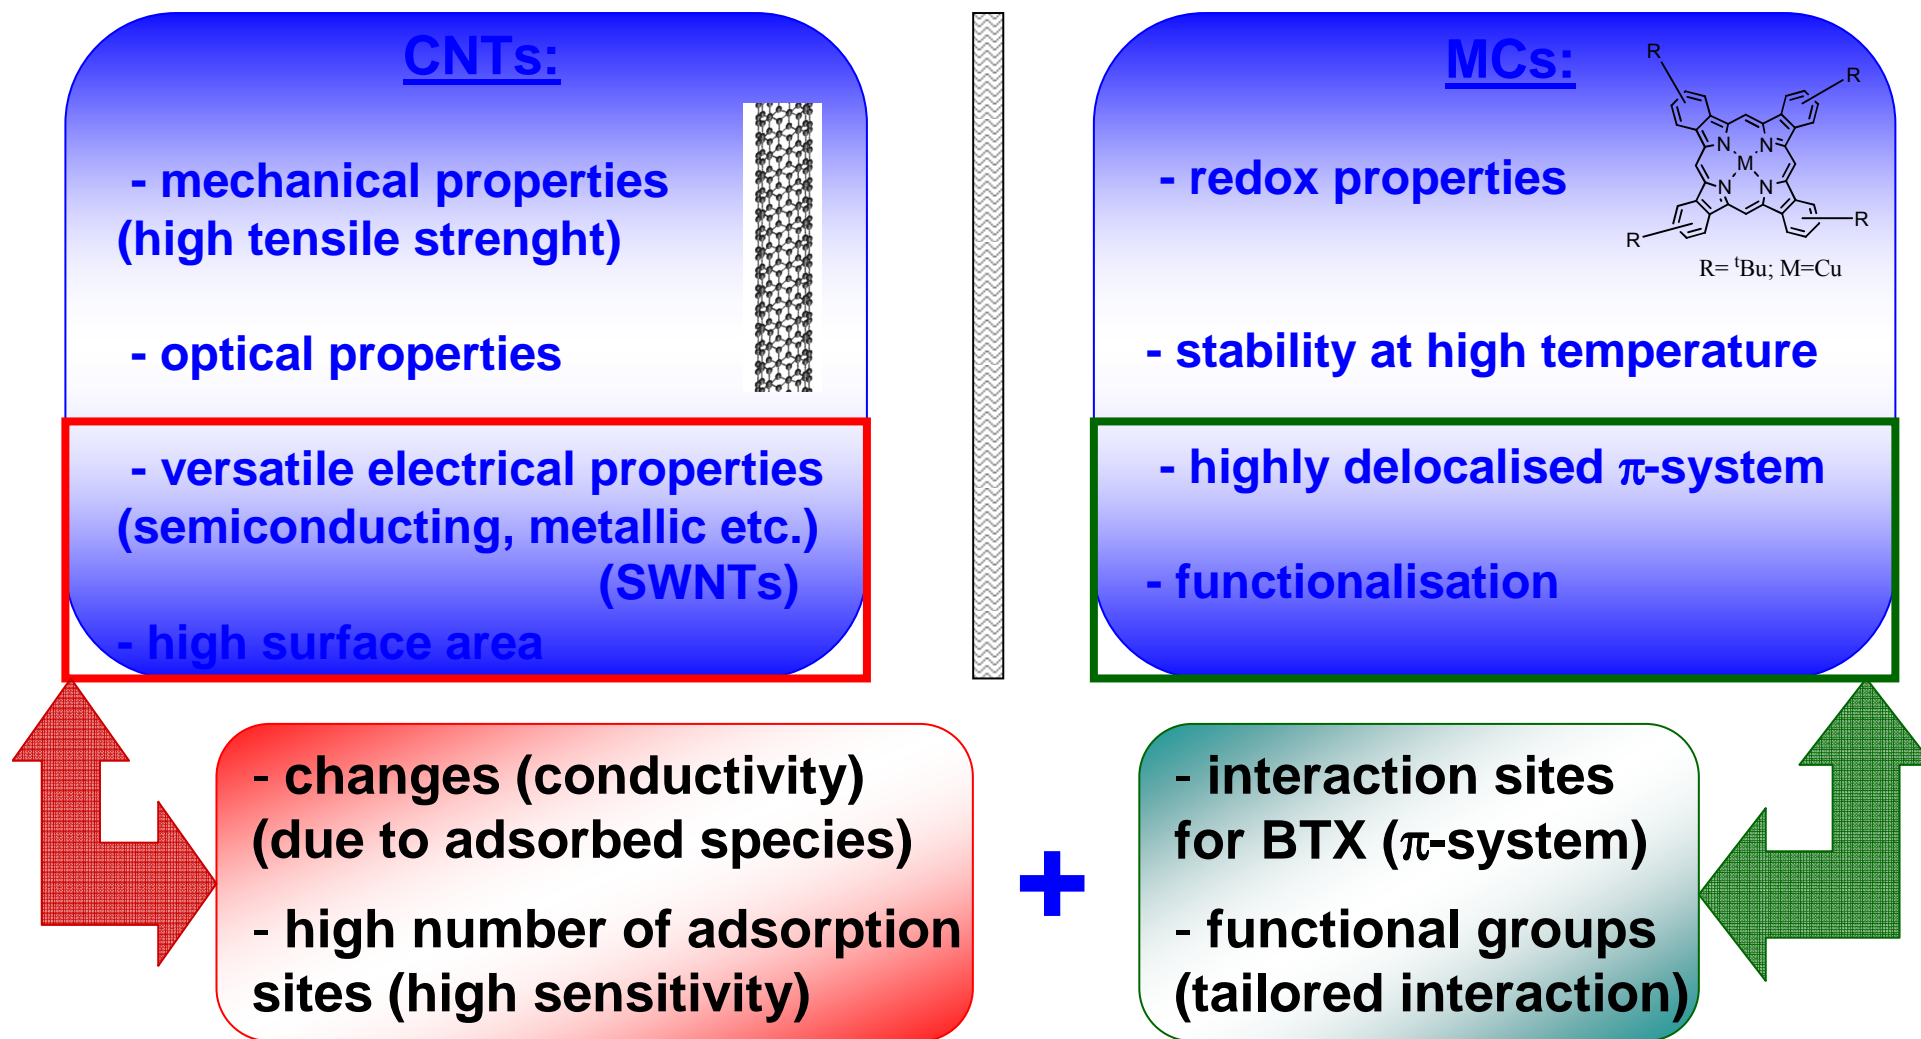 CNTs:
- mechanical properties
(high tensile strenght)
- optical properties
- versatile electrical properties
(semiconducting, metallic etc.)
(SWNTs)
- high surface area
MCs:
R
R
N
N
M
N
N
R
R
R= ᵗBu; M=Cu
- redox properties
- stability at high temperature
- highly delocalised π-system
- functionalisation
- changes (conductivity)
(due to adsorbed species)
- high number of adsorption
sites (high sensitivity)
+
- interaction sites
for BTX (π-system)
- functional groups
(tailored interaction)